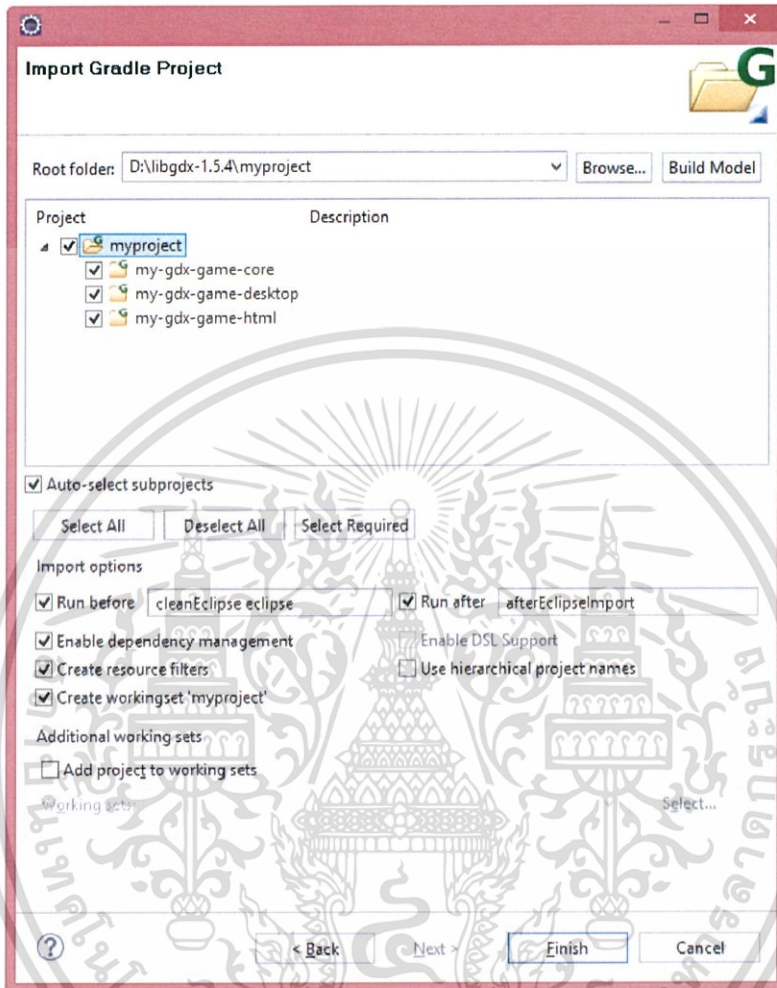 Import Gradle Project
G
Root folder: D:\libgdx-1.5.4\myproject Browse... Build Model
Project Description
myproject
my-gdx-game-core
my-gdx-game-desktop
my-gdx-game-html
Auto-select subprojects
Select All Deselect All Select Required
Import options
Run before cleanEclipse eclipse Run after afterEclipseImport
Enable dependency management Enable DSL Support
Create resource filters Use hierarchical project names
Create workingset 'myproject'
Additional working sets
Add project to working sets
Working sets: Select...
? < Back Next > Finish Cancel